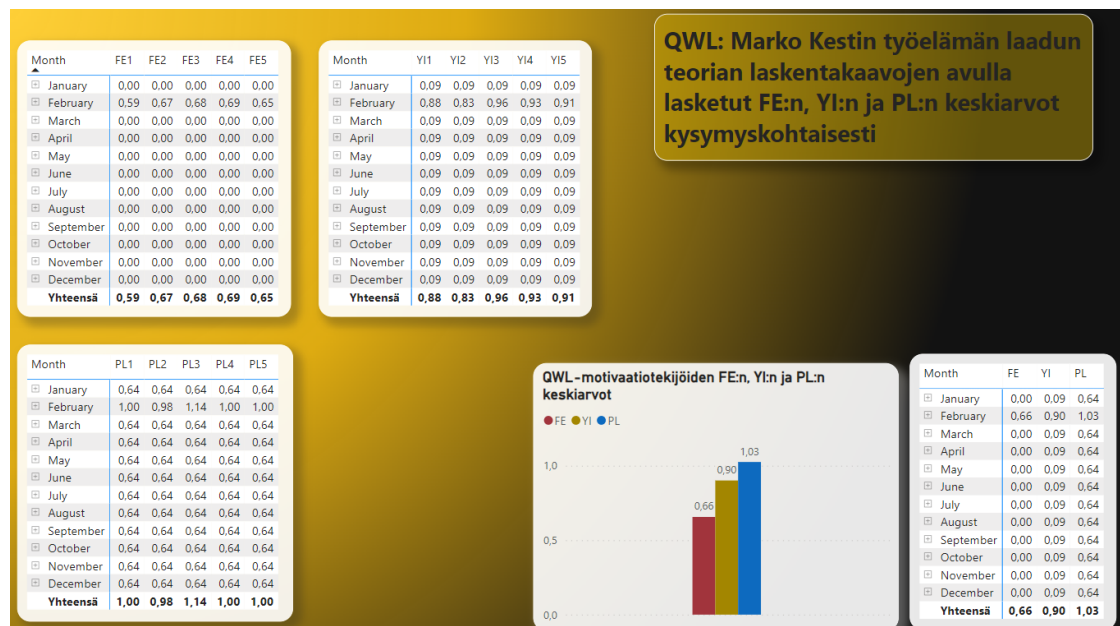 QWL: Marko Kestin työelämän laadun
teorian laskentakaavojen avulla
lasketut FE:n, YI:n ja PL:n keskiarvot
kysymyskohtaisesti
Month FE1 FE2 FE3 FE4 FE5
January 0,00 0,00 0,00 0,00 0,00
February 0,59 0,67 0,68 0,69 0,65
March 0,00 0,00 0,00 0,00 0,00
April 0,00 0,00 0,00 0,00 0,00
May 0,00 0,00 0,00 0,00 0,00
June 0,00 0,00 0,00 0,00 0,00
July 0,00 0,00 0,00 0,00 0,00
August 0,00 0,00 0,00 0,00 0,00
September 0,00 0,00 0,00 0,00 0,00
October 0,00 0,00 0,00 0,00 0,00
November 0,00 0,00 0,00 0,00 0,00
December 0,00 0,00 0,00 0,00 0,00
Yhteensä 0,59 0,67 0,68 0,69 0,65
Month YI1 YI2 YI3 YI4 YI5
January 0,09 0,09 0,09 0,09 0,09
February 0,88 0,83 0,96 0,93 0,91
March 0,09 0,09 0,09 0,09 0,09
April 0,09 0,09 0,09 0,09 0,09
May 0,09 0,09 0,09 0,09 0,09
June 0,09 0,09 0,09 0,09 0,09
July 0,09 0,09 0,09 0,09 0,09
August 0,09 0,09 0,09 0,09 0,09
September 0,09 0,09 0,09 0,09 0,09
October 0,09 0,09 0,09 0,09 0,09
November 0,09 0,09 0,09 0,09 0,09
December 0,09 0,09 0,09 0,09 0,09
Yhteensä 0,88 0,83 0,96 0,93 0,91
Month PL1 PL2 PL3 PL4 PL5
January 0,64 0,64 0,64 0,64 0,64
February 1,00 0,98 1,14 1,00 1,00
March 0,64 0,64 0,64 0,64 0,64
April 0,64 0,64 0,64 0,64 0,64
May 0,64 0,64 0,64 0,64 0,64
June 0,64 0,64 0,64 0,64 0,64
July 0,64 0,64 0,64 0,64 0,64
August 0,64 0,64 0,64 0,64 0,64
September 0,64 0,64 0,64 0,64 0,64
October 0,64 0,64 0,64 0,64 0,64
November 0,64 0,64 0,64 0,64 0,64
December 0,64 0,64 0,64 0,64 0,64
Yhteensä 1,00 0,98 1,14 1,00 1,00
QWL-motivaatiotekijöiden FE:n, YI:n ja PL:n
keskiarvot
FE YI PL
1,03
1,0
0,90
0,66
0,5
0,0
Month FE YI PL
January 0,00 0,09 0,64
February 0,66 0,90 1,03
March 0,00 0,09 0,64
April 0,00 0,09 0,64
May 0,00 0,09 0,64
June 0,00 0,09 0,64
July 0,00 0,09 0,64
August 0,00 0,09 0,64
September 0,00 0,09 0,64
October 0,00 0,09 0,64
November 0,00 0,09 0,64
December 0,00 0,09 0,64
Yhteensä 0,66 0,90 1,03